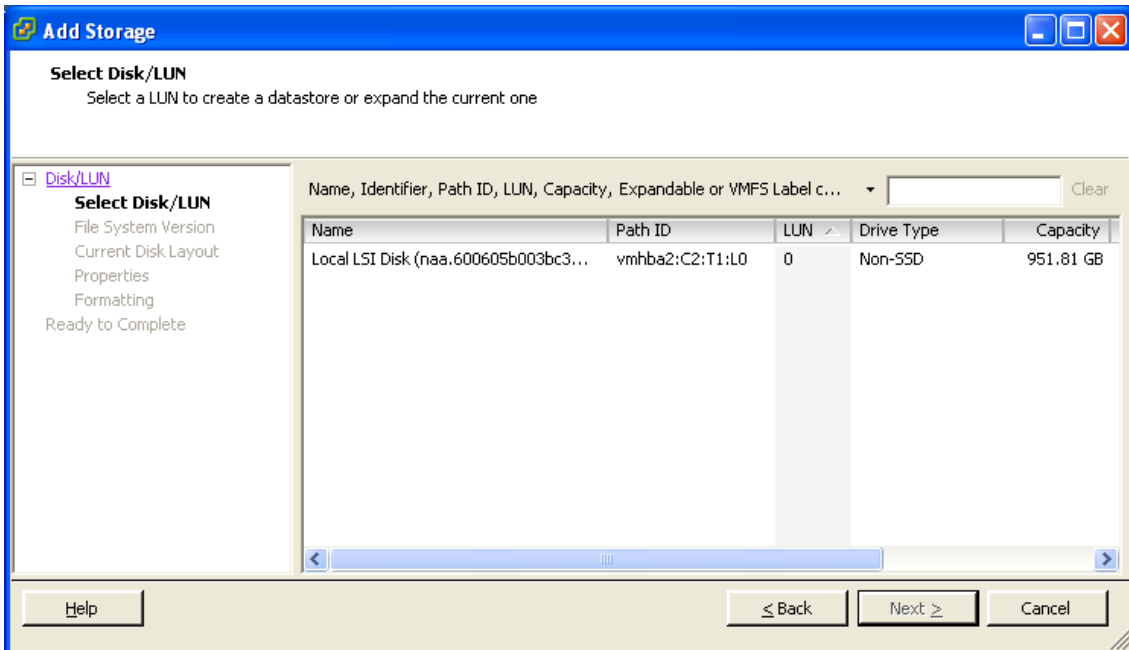 Add Storage
Select Disk/LUN
Select a LUN to create a datastore or expand the current one
Disk/LUN
Select Disk/LUN
File System Version
Current Disk Layout
Properties
Formatting
Ready to Complete
Name, Identifier, Path ID, LUN, Capacity, Expandable or VMFS Label c... Clear
Name Path ID LUN Drive Type Capacity
Local LSI Disk (naa.600605b003bc3... vmhba2:C2:T1:L0 0 Non-SSD 951.81 GB
Help < Back Next > Cancel